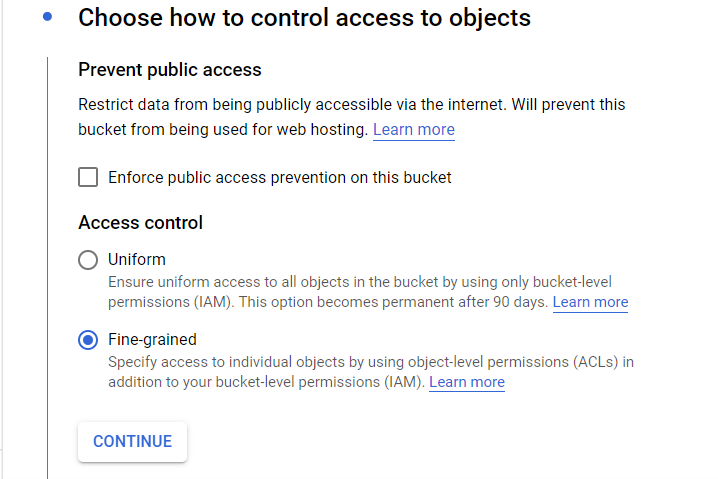 Choose how to control access to objects
Prevent public access
Restrict data from being publicly accessible via the internet. Will prevent this
bucket from being used for web hosting. Learn more
Enforce public access prevention on this bucket
Access control
Uniform
Ensure uniform access to all objects in the bucket by using only bucket-level
permissions (IAM). This option becomes permanent after 90 days. Learn more
Fine-grained
Specify access to individual objects by using object-level permissions (ACLs) in
addition to your bucket-level permissions (IAM). Learn more
CONTINUE